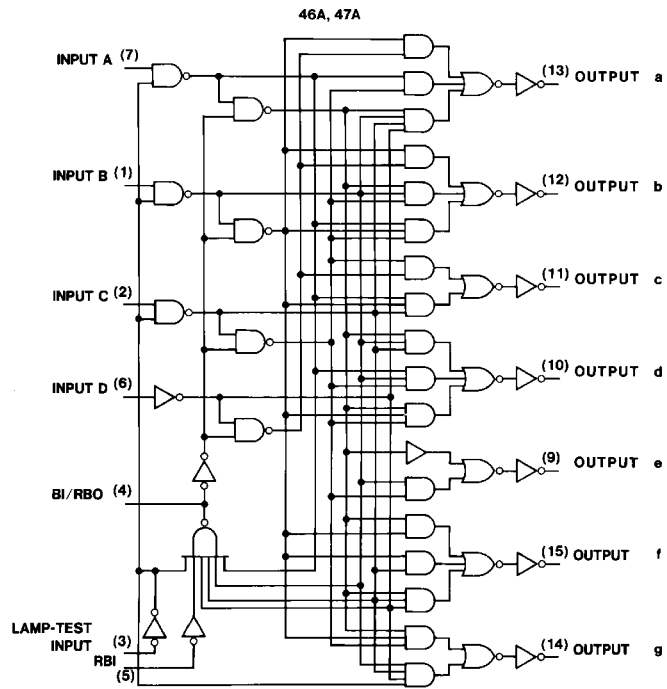 46A, 47A
INPUT A (7)
(13) OUTPUT a
INPUT B (1)
(12) OUTPUT b
INPUT C (2)
(11) OUTPUT c
INPUT D (6)
(10) OUTPUT d
(9) OUTPUT e
BI/RBO (4)
(15) OUTPUT f
LAMP-TEST
INPUT (3)
RBI
(5)
(14) OUTPUT g